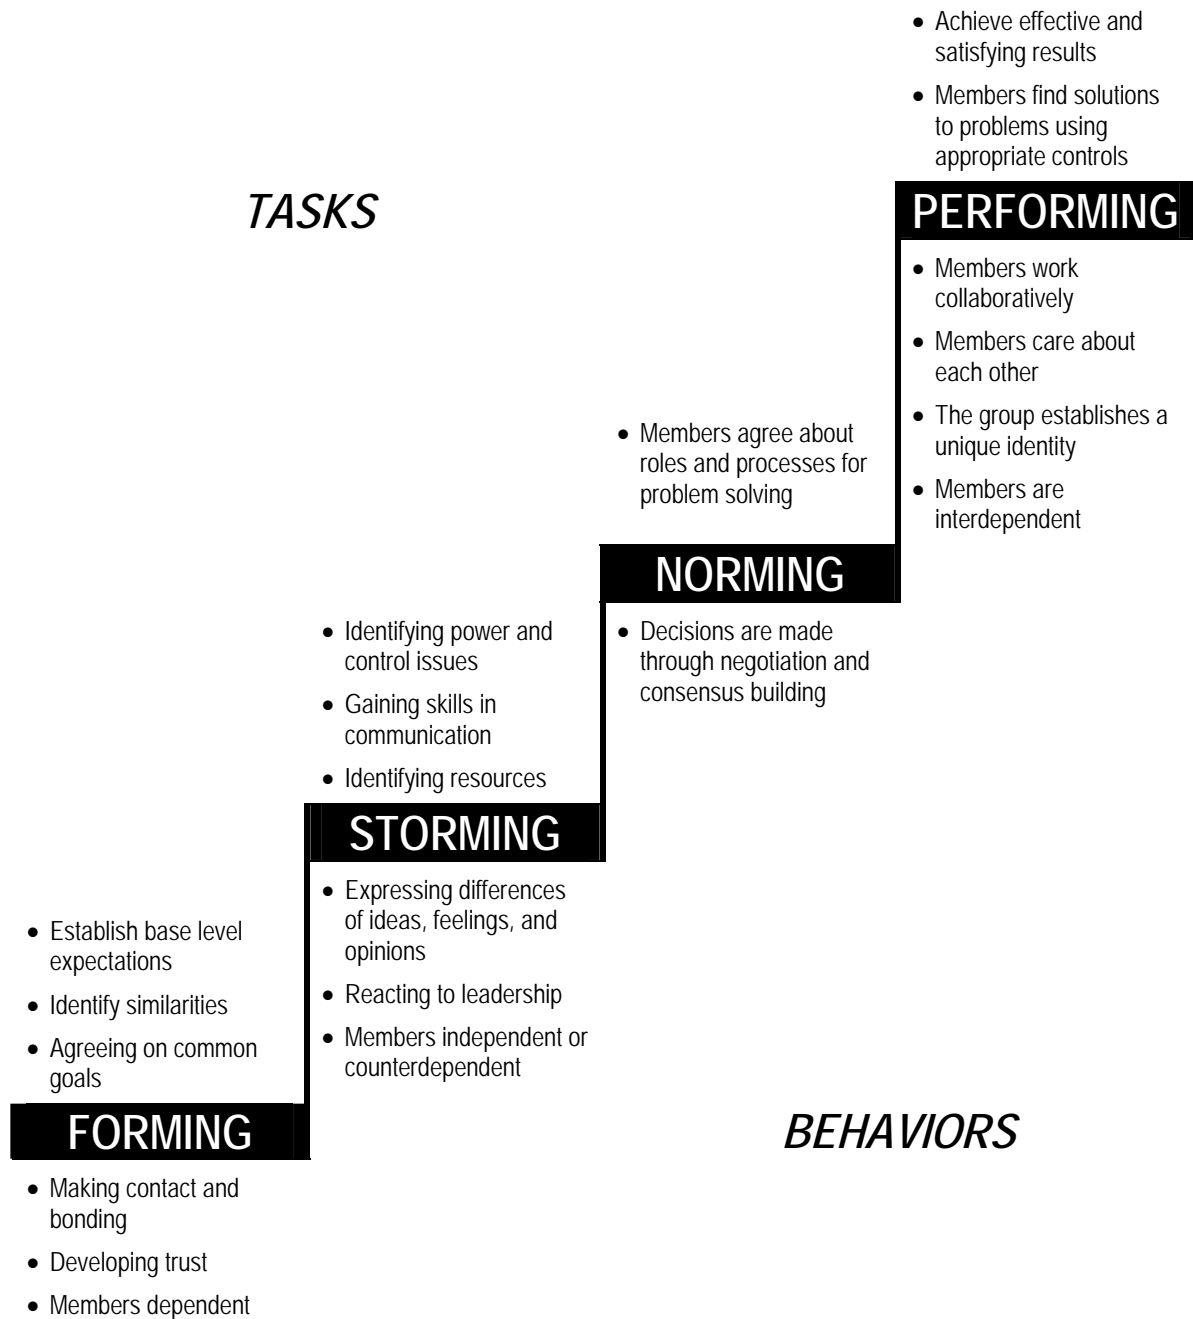 • Achieve effective and
satisfying results
• Members find solutions
to problems using
appropriate controls
TASKS
PERFORMING
• Members work
collaboratively
• Members care about
each other
• The group establishes a
unique identity
• Members are
interdependent
• Members agree about
roles and processes for
problem solving
NORMING
• Decisions are made
through negotiation and
consensus building
• Identifying power and
control issues
• Gaining skills in
communication
• Identifying resources
STORMING
• Expressing differences
of ideas, feelings, and
opinions
• Reacting to leadership
• Members independent or
counterdependent
• Establish base level
expectations
• Identify similarities
• Agreeing on common
goals
FORMING
• Making contact and
bonding
• Developing trust
• Members dependent
BEHAVIORS